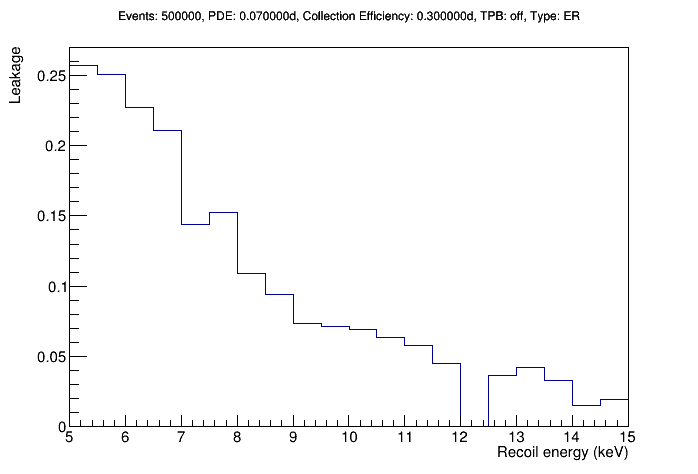 Events: 500000, PDE: 0.070000d, Collection Efficiency: 0.300000d, TPB: off, Type: ER
Leakage
0.25
0.2
0.15
0.1
0.05
0
5 6 7 8 9 10 11 12 13 14 15
Recoil energy (keV)